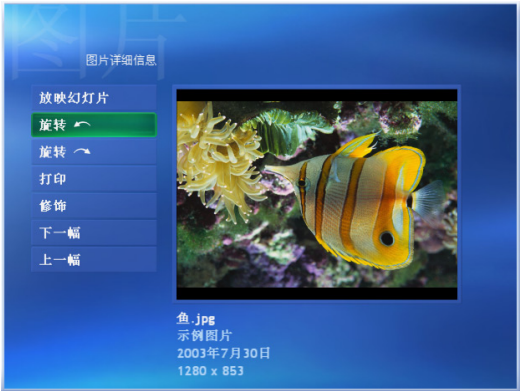 图片
图片详细信息
放映幻灯片
旋转
旋转
打印
修饰
下一幅
上一幅
鱼.jpg
示例图片
2003年7月30日
1280 x 853